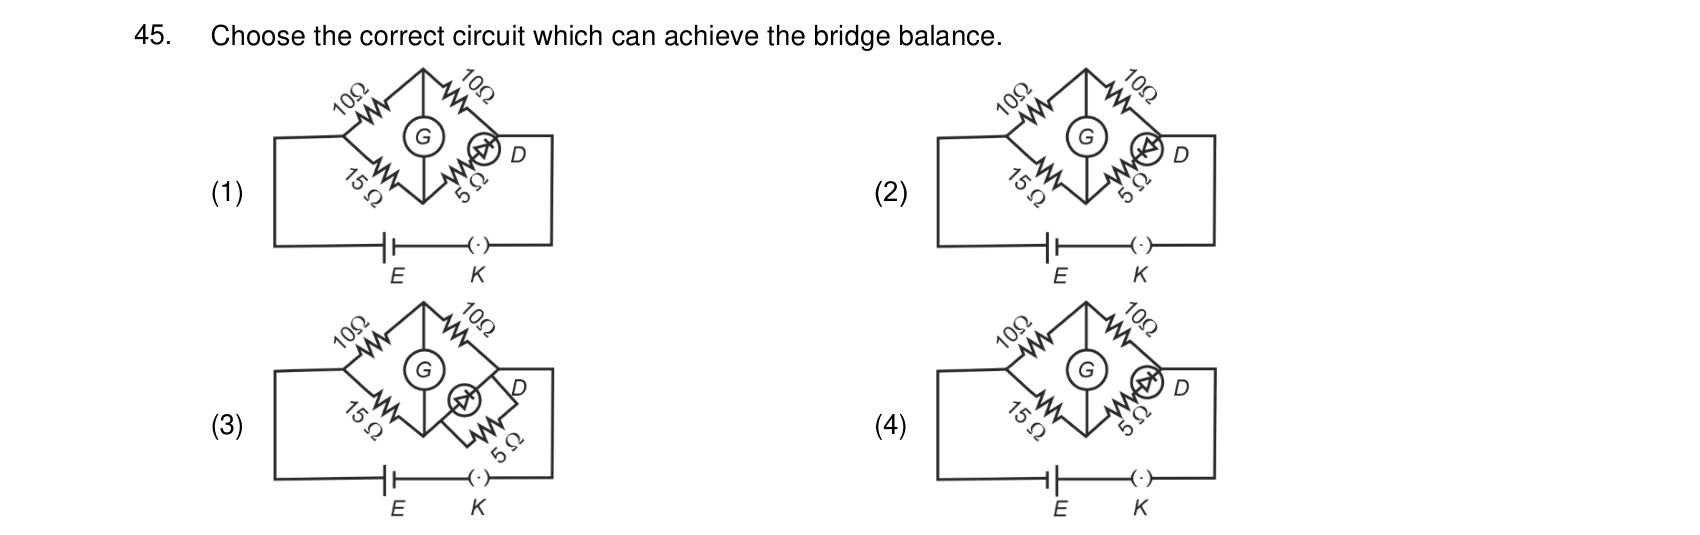 45. Choose the correct circuit which can achieve the bridge balance.
(1)
10Ω
10Ω
G
D
15 Ω
5 Ω
E
K
(·)
(2)
10Ω
10Ω
G
D
15 Ω
5 Ω
E
K
(·)
(3)
10Ω
10Ω
G
D
15 Ω
5 Ω
E
K
(·)
(4)
10Ω
10Ω
G
D
15 Ω
5 Ω
E
K
(·)